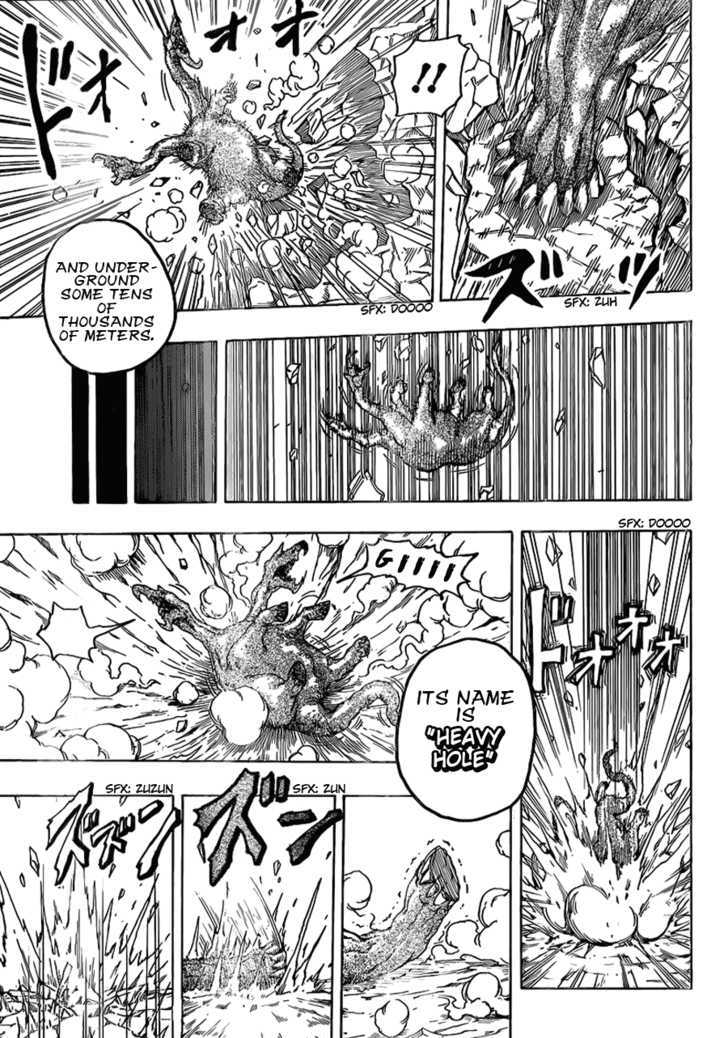 !!
ズッ
SFX: ZUH
ドオオオ
SFX: DOOOO
AND UNDER-
GROUND
SOME TENS
OF
THOUSANDS
OF METERS.
SFX: DOOOO
ドオオオ
GIIII
ITS NAME
IS
"HEAVY
HOLE"
SFX: ZUN
ズン
SFX: ZUZUN
ズズン